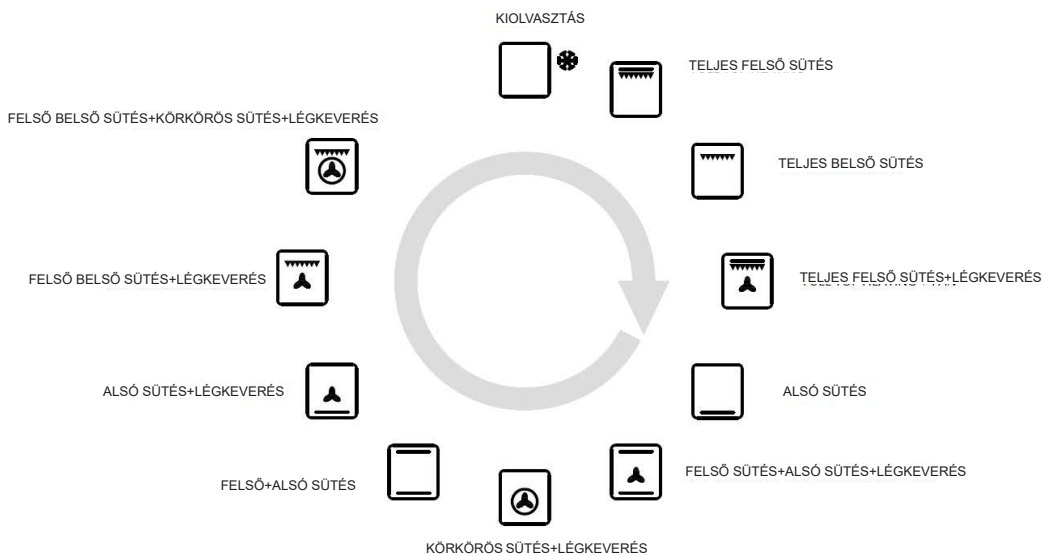 KIOLVASZTÁS
TELJES FELSŐ SÜTÉS
FELSŐ BELSŐ SÜTÉS+KÖRKÖRÖS SÜTÉS+LÉGKEVERÉS
TELJES BELSŐ SÜTÉS
FELSŐ BELSŐ SÜTÉS+LÉGKEVERÉS
TELJES FELSŐ SÜTÉS+LÉGKEVERÉS
ALSÓ SÜTÉS+LÉGKEVERÉS
ALSÓ SÜTÉS
FELSŐ+ALSÓ SÜTÉS
FELSŐ SÜTÉS+ALSÓ SÜTÉS+LÉGKEVERÉS
KÖRKÖRÖS SÜTÉS+LÉGKEVERÉS